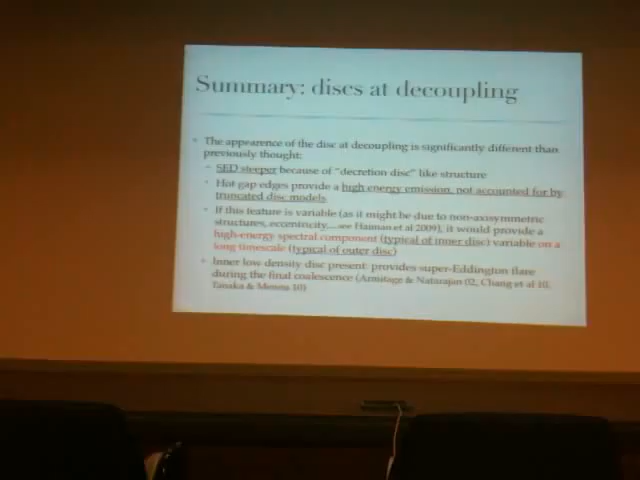 Summary: discs at decoupling
The appearence of the disc at decoupling is significantly different than
previously thought:
SED steeper because of "decretion disc" like structure
Hot gap edges provide a high energy emission, not accounted for by
truncated disc models
If this feature is variable (as it might be due to non-axisymmetric
structures, eccentricity,... see Haiman et al 2009), it would provide a
high-energy spectral component (typical of inner disc) variable on a
long timescale (typical of outer disc)
Inner low density disc present: provides super-Eddington flare
during the final coalescence (Armitage & Natarajan 02, Chang et al 10,
Tanaka & Menou 10)